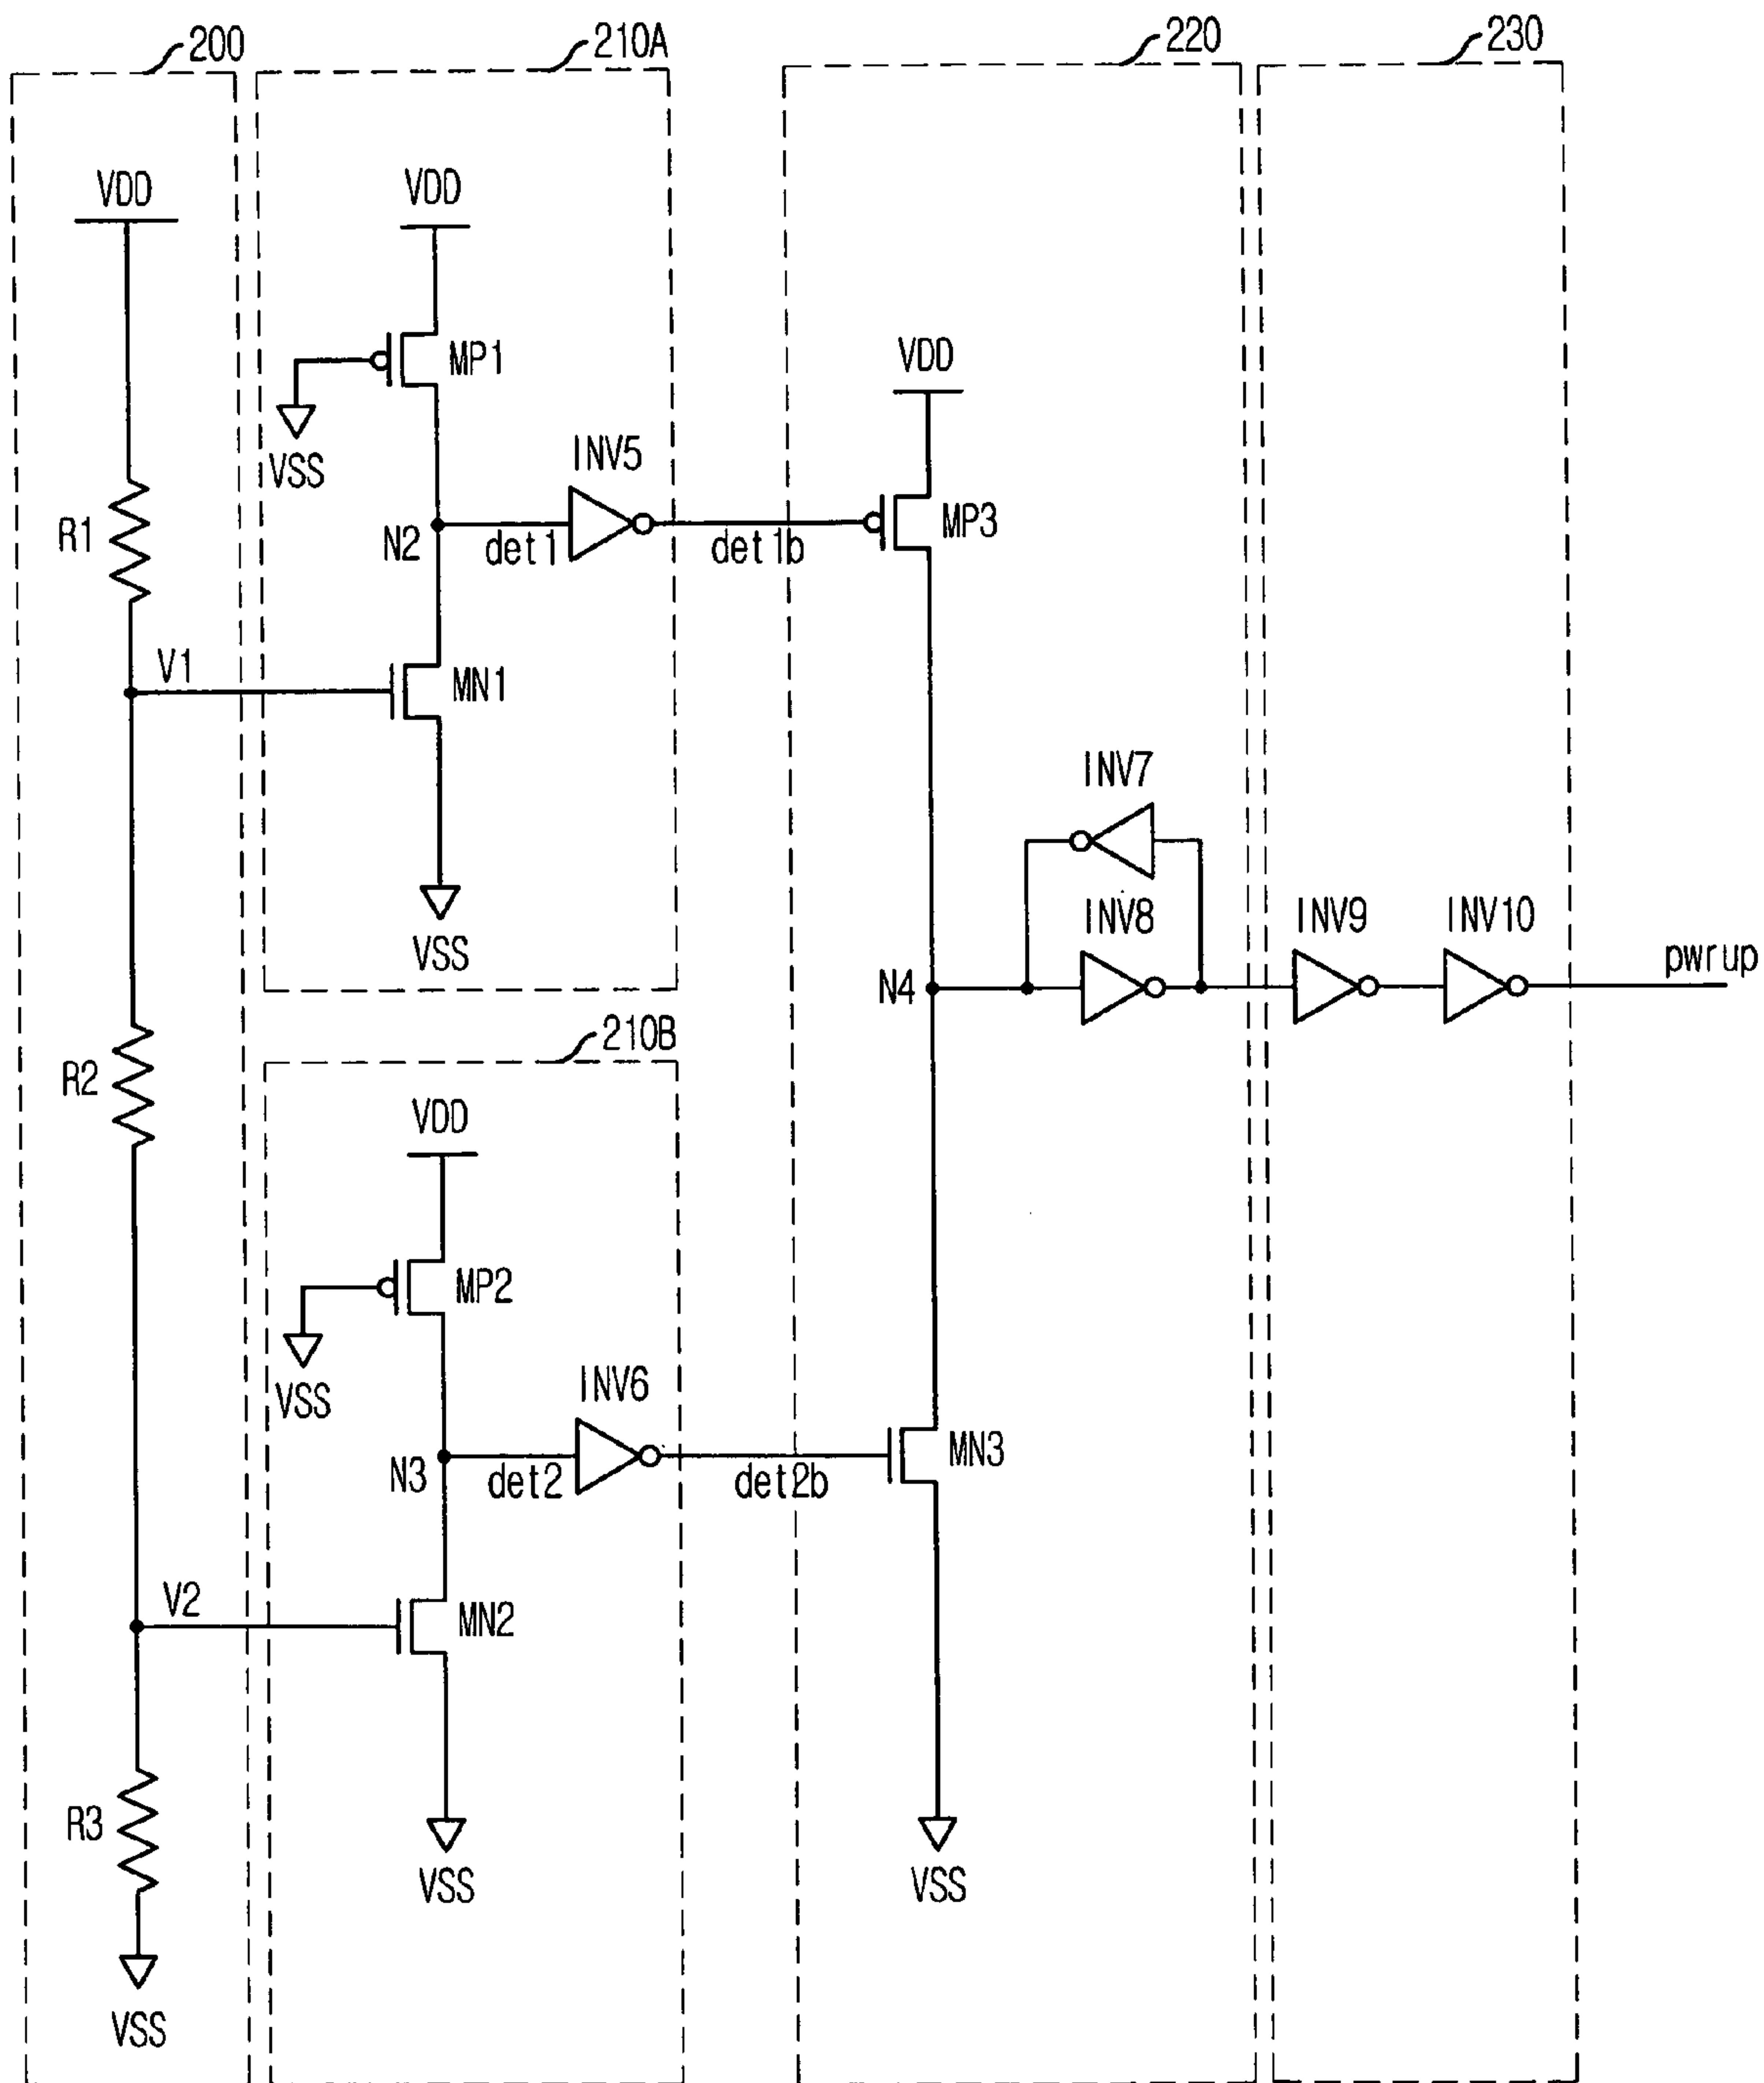 200
210A
220
230
VDD
VDD
MP1
VSS
VDD
INV5
R1
N2
det1
det1b
MP3
V1
MN1
INV7
INV8
INV9
INV10
VSS
N4
pwrup
210B
R2
VDD
MP2
VSS
INV6
N3
det2
det2b
MN3
V2
MN2
R3
VSS
VSS
VSS